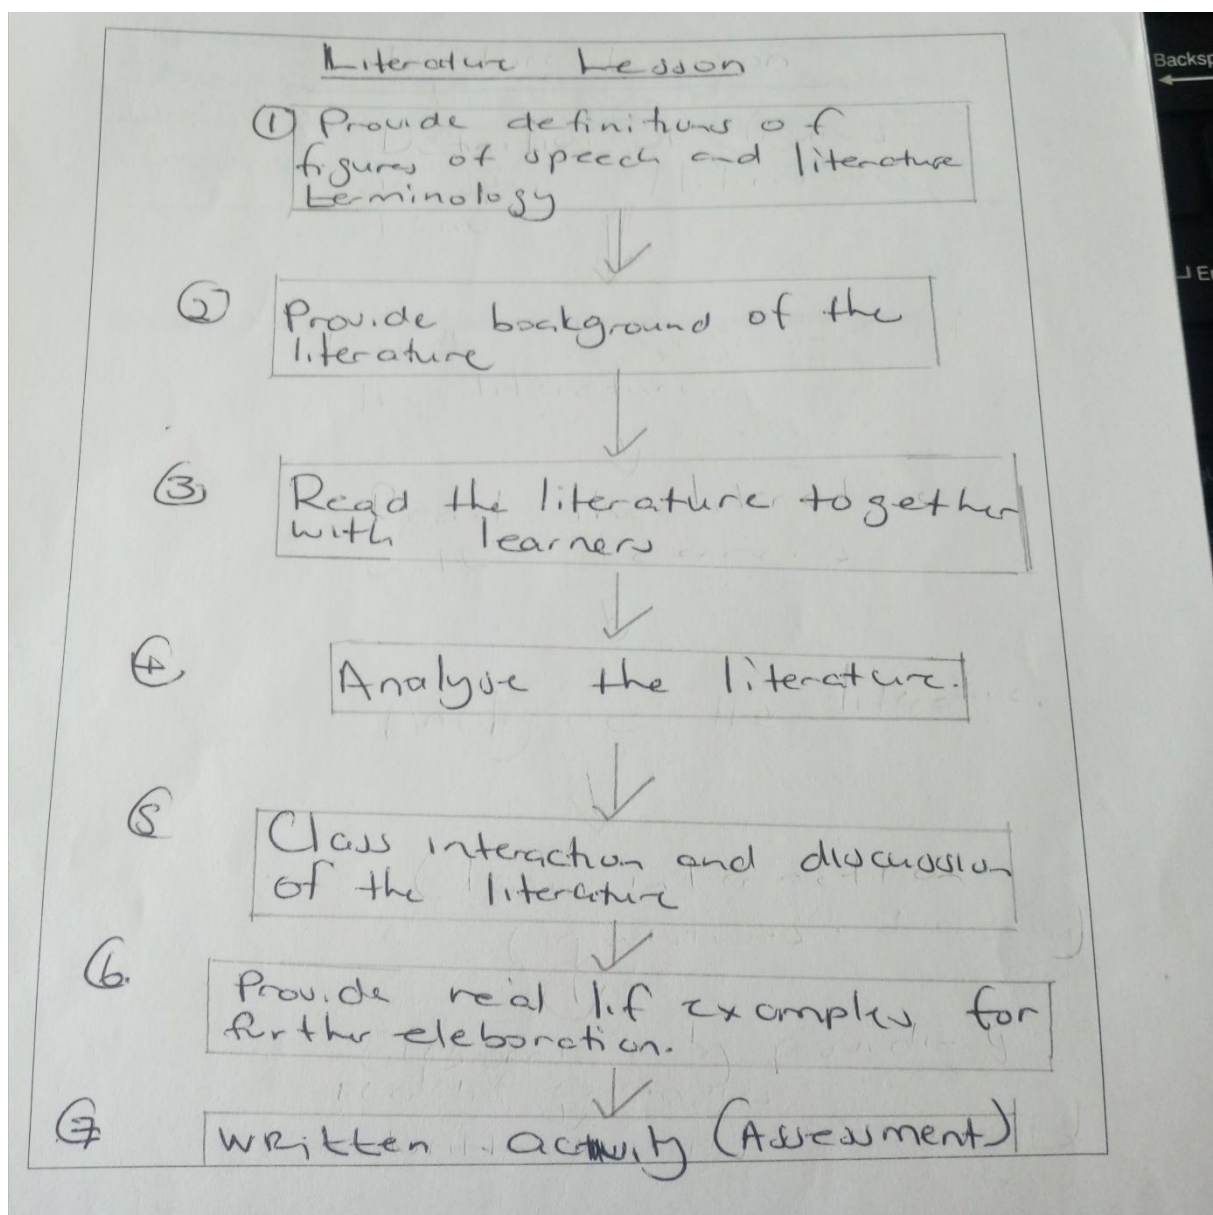 Literature Lesson
① Provide definitions of
figures of speech and literature
terminology
② Provide background of the
literature
③ Read the literature together
with learners
④ Analyse the literature.
⑤ Class interaction and discussion
of the literature
⑥ Provide real lif examples for
further eleboration.
⑦ Written activity (Assessment)
Backsp
Er